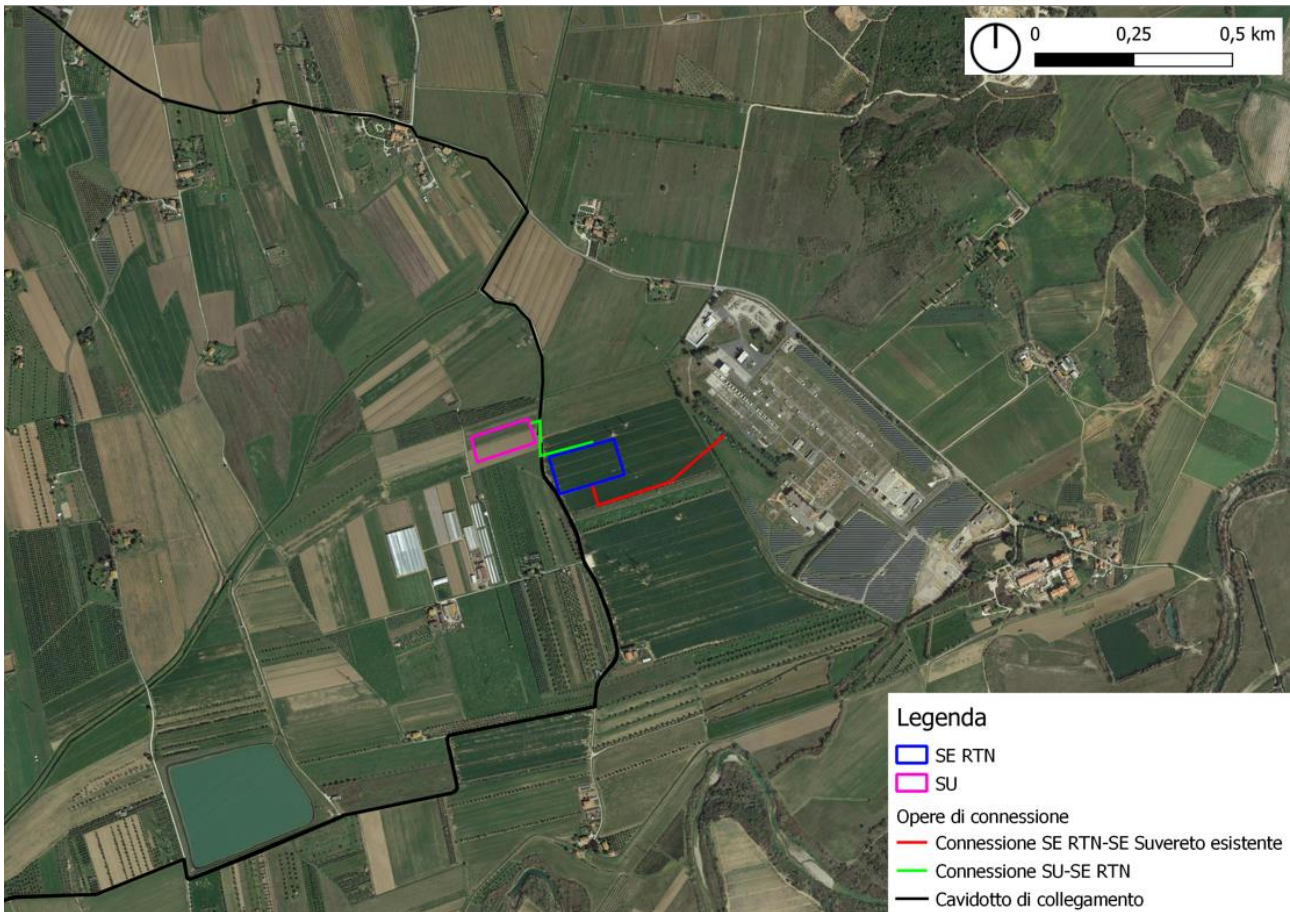 0 0,25 0,5 km
Legenda
SE RTN
SU
Opere di connessione
Connessione SE RTN-SE Suvereto esistente
Connessione SU-SE RTN
Cavidotto di collegamento